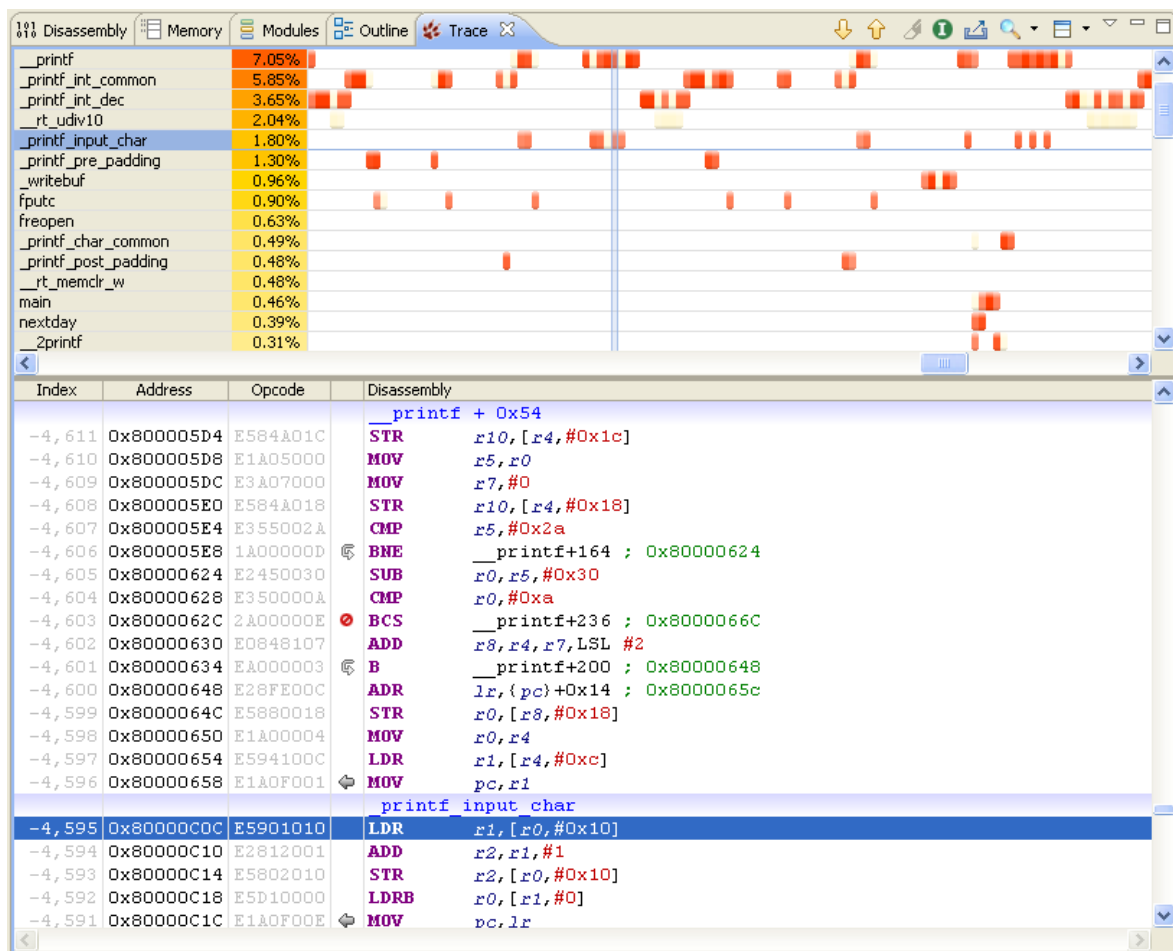 Disassembly Memory Modules Outline Trace
__printf 7.05%
_printf_int_common 5.85%
_printf_int_dec 3.65%
__rt_udiv10 2.04%
_printf_input_char 1.80%
_printf_pre_padding 1.30%
_writebuf 0.96%
fputc 0.90%
freopen 0.63%
_printf_char_common 0.49%
_printf_post_padding 0.48%
__rt_memclr_w 0.48%
main 0.46%
nextday 0.39%
__2printf 0.31%
Index Address Opcode Disassembly
__printf + 0x54
-4,611 0x800005D4 E584A01C STR r10,[r4,#0x1c]
-4,610 0x800005D8 E1A05000 MOV r5,r0
-4,609 0x800005DC E3A07000 MOV r7,#0
-4,608 0x800005E0 E584A018 STR r10,[r4,#0x18]
-4,607 0x800005E4 E355002A CMP r5,#0x2a
-4,606 0x800005E8 1A00000D BNE __printf+164 ; 0x80000624
-4,605 0x80000624 E2450030 SUB r0,r5,#0x30
-4,604 0x80000628 E350000A CMP r0,#0xa
-4,603 0x8000062C 2A00000E BCS __printf+236 ; 0x8000066C
-4,602 0x80000630 E0848107 ADD r8,r4,r7,LSL #2
-4,601 0x80000634 EA000003 B __printf+200 ; 0x80000648
-4,600 0x80000648 E28FE00C ADR lr,{pc}+0x14 ; 0x8000065c
-4,599 0x8000064C E5880018 STR r0,[r8,#0x18]
-4,598 0x80000650 E1A00004 MOV r0,r4
-4,597 0x80000654 E594100C LDR r1,[r4,#0xc]
-4,596 0x80000658 E1A0F001 MOV pc,r1
_printf_input_char
-4,595 0x80000C0C E5901010 LDR r1,[r0,#0x10]
-4,594 0x80000C10 E2812001 ADD r2,r1,#1
-4,593 0x80000C14 E5802010 STR r2,[r0,#0x10]
-4,592 0x80000C18 E5D10000 LDRB r0,[r1,#0]
-4,591 0x80000C1C E1A0F00E MOV pc,lr